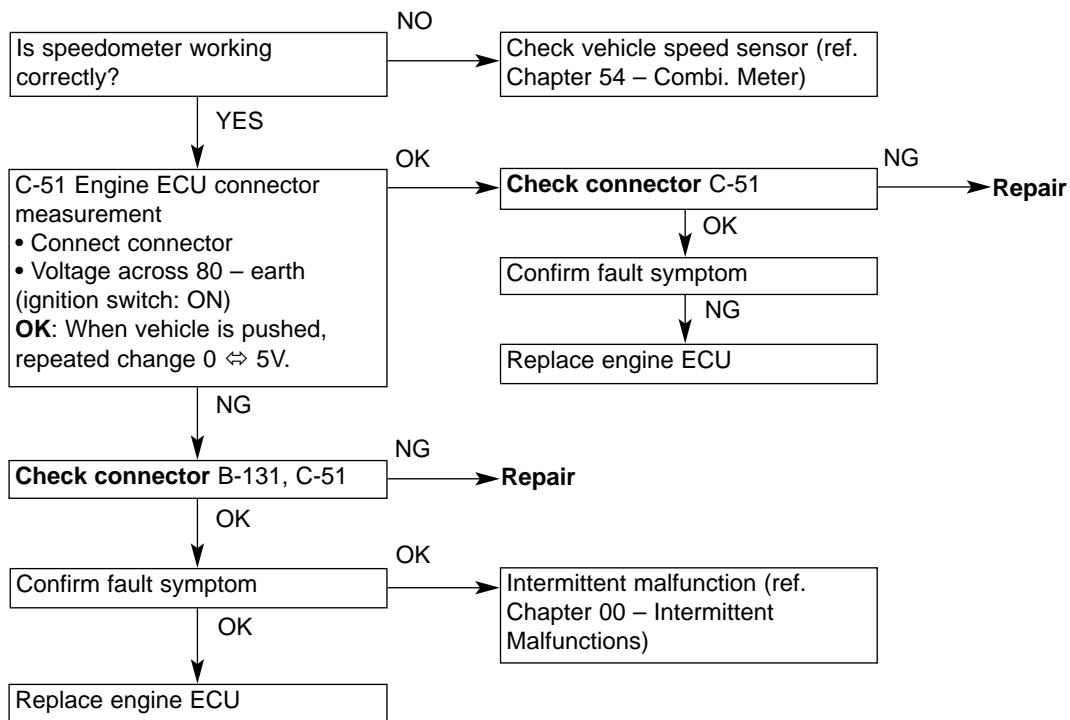 NO
Is speedometer working
correctly?
Check vehicle speed sensor (ref.
Chapter 54 – Combi. Meter)
YES
OK
NG
C-51 Engine ECU connector
measurement
• Connect connector
• Voltage across 80 – earth
(ignition switch: ON)
OK: When vehicle is pushed,
repeated change 0 ⇔ 5V.
Check connector C-51
Repair
OK
Confirm fault symptom
NG
Replace engine ECU
NG
Check connector B-131, C-51
NG
Repair
OK
Confirm fault symptom
OK
Intermittent malfunction (ref.
Chapter 00 – Intermittent
Malfunctions)
OK
Replace engine ECU